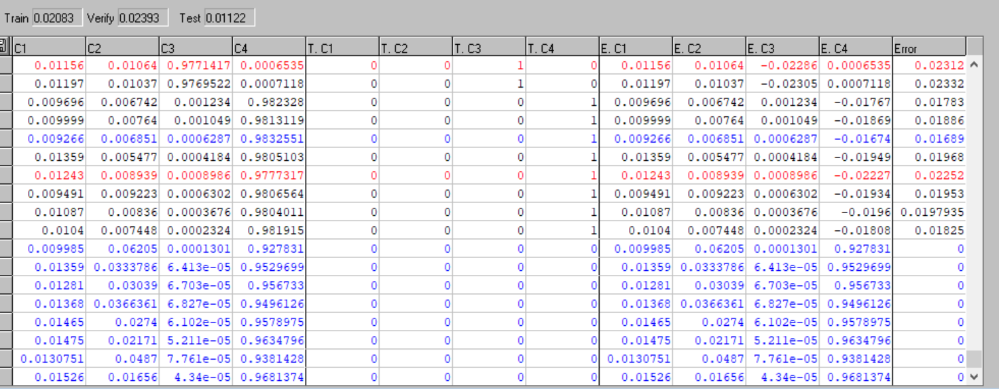 Train 0.02083 Verify 0.02393 Test 0.01122
C1 C2 C3 C4 T. C1 T. C2 T. C3 T. C4 E. C1 E. C2 E. C3 E. C4 Error
0.01156 0.01064 0.9771417 0.0006535 0 0 1 0 0.01156 0.01064 -0.02286 0.0006535 0.02312
0.01197 0.01037 0.9769522 0.0007118 0 0 1 0 0.01197 0.01037 -0.02305 0.0007118 0.02332
0.009696 0.006742 0.001234 0.982328 0 0 0 1 0.009696 0.006742 0.001234 -0.01767 0.01783
0.009999 0.00764 0.001049 0.9813119 0 0 0 1 0.009999 0.00764 0.001049 -0.01869 0.01886
0.009266 0.006851 0.0006287 0.9832551 0 0 0 1 0.009266 0.006851 0.0006287 -0.01674 0.01689
0.01359 0.005477 0.0004184 0.9805103 0 0 0 1 0.01359 0.005477 0.0004184 -0.01949 0.01968
0.01243 0.008939 0.0008986 0.9777317 0 0 0 1 0.01243 0.008939 0.0008986 -0.02227 0.02252
0.009491 0.009223 0.0006302 0.9806564 0 0 0 1 0.009491 0.009223 0.0006302 -0.01934 0.01953
0.01087 0.00836 0.0003676 0.9804011 0 0 0 1 0.01087 0.00836 0.0003676 -0.0196 0.0197935
0.0104 0.007448 0.0002324 0.981915 0 0 0 1 0.0104 0.007448 0.0002324 -0.01808 0.01825
0.009985 0.06205 0.0001301 0.927831 0 0 0 0 0.009985 0.06205 0.0001301 0.927831 0
0.01359 0.0333786 6.413e-05 0.9529699 0 0 0 0 0.01359 0.0333786 6.413e-05 0.9529699 0
0.01281 0.03039 6.703e-05 0.956733 0 0 0 0 0.01281 0.03039 6.703e-05 0.956733 0
0.01368 0.0366361 6.827e-05 0.9496126 0 0 0 0 0.01368 0.0366361 6.827e-05 0.9496126 0
0.01465 0.0274 6.102e-05 0.9578975 0 0 0 0 0.01465 0.0274 6.102e-05 0.9578975 0
0.01475 0.02171 5.211e-05 0.9634796 0 0 0 0 0.01475 0.02171 5.211e-05 0.9634796 0
0.0130751 0.0487 7.761e-05 0.9381428 0 0 0 0 0.0130751 0.0487 7.761e-05 0.9381428 0
0.01526 0.01656 4.34e-05 0.9681374 0 0 0 0 0.01526 0.01656 4.34e-05 0.9681374 0